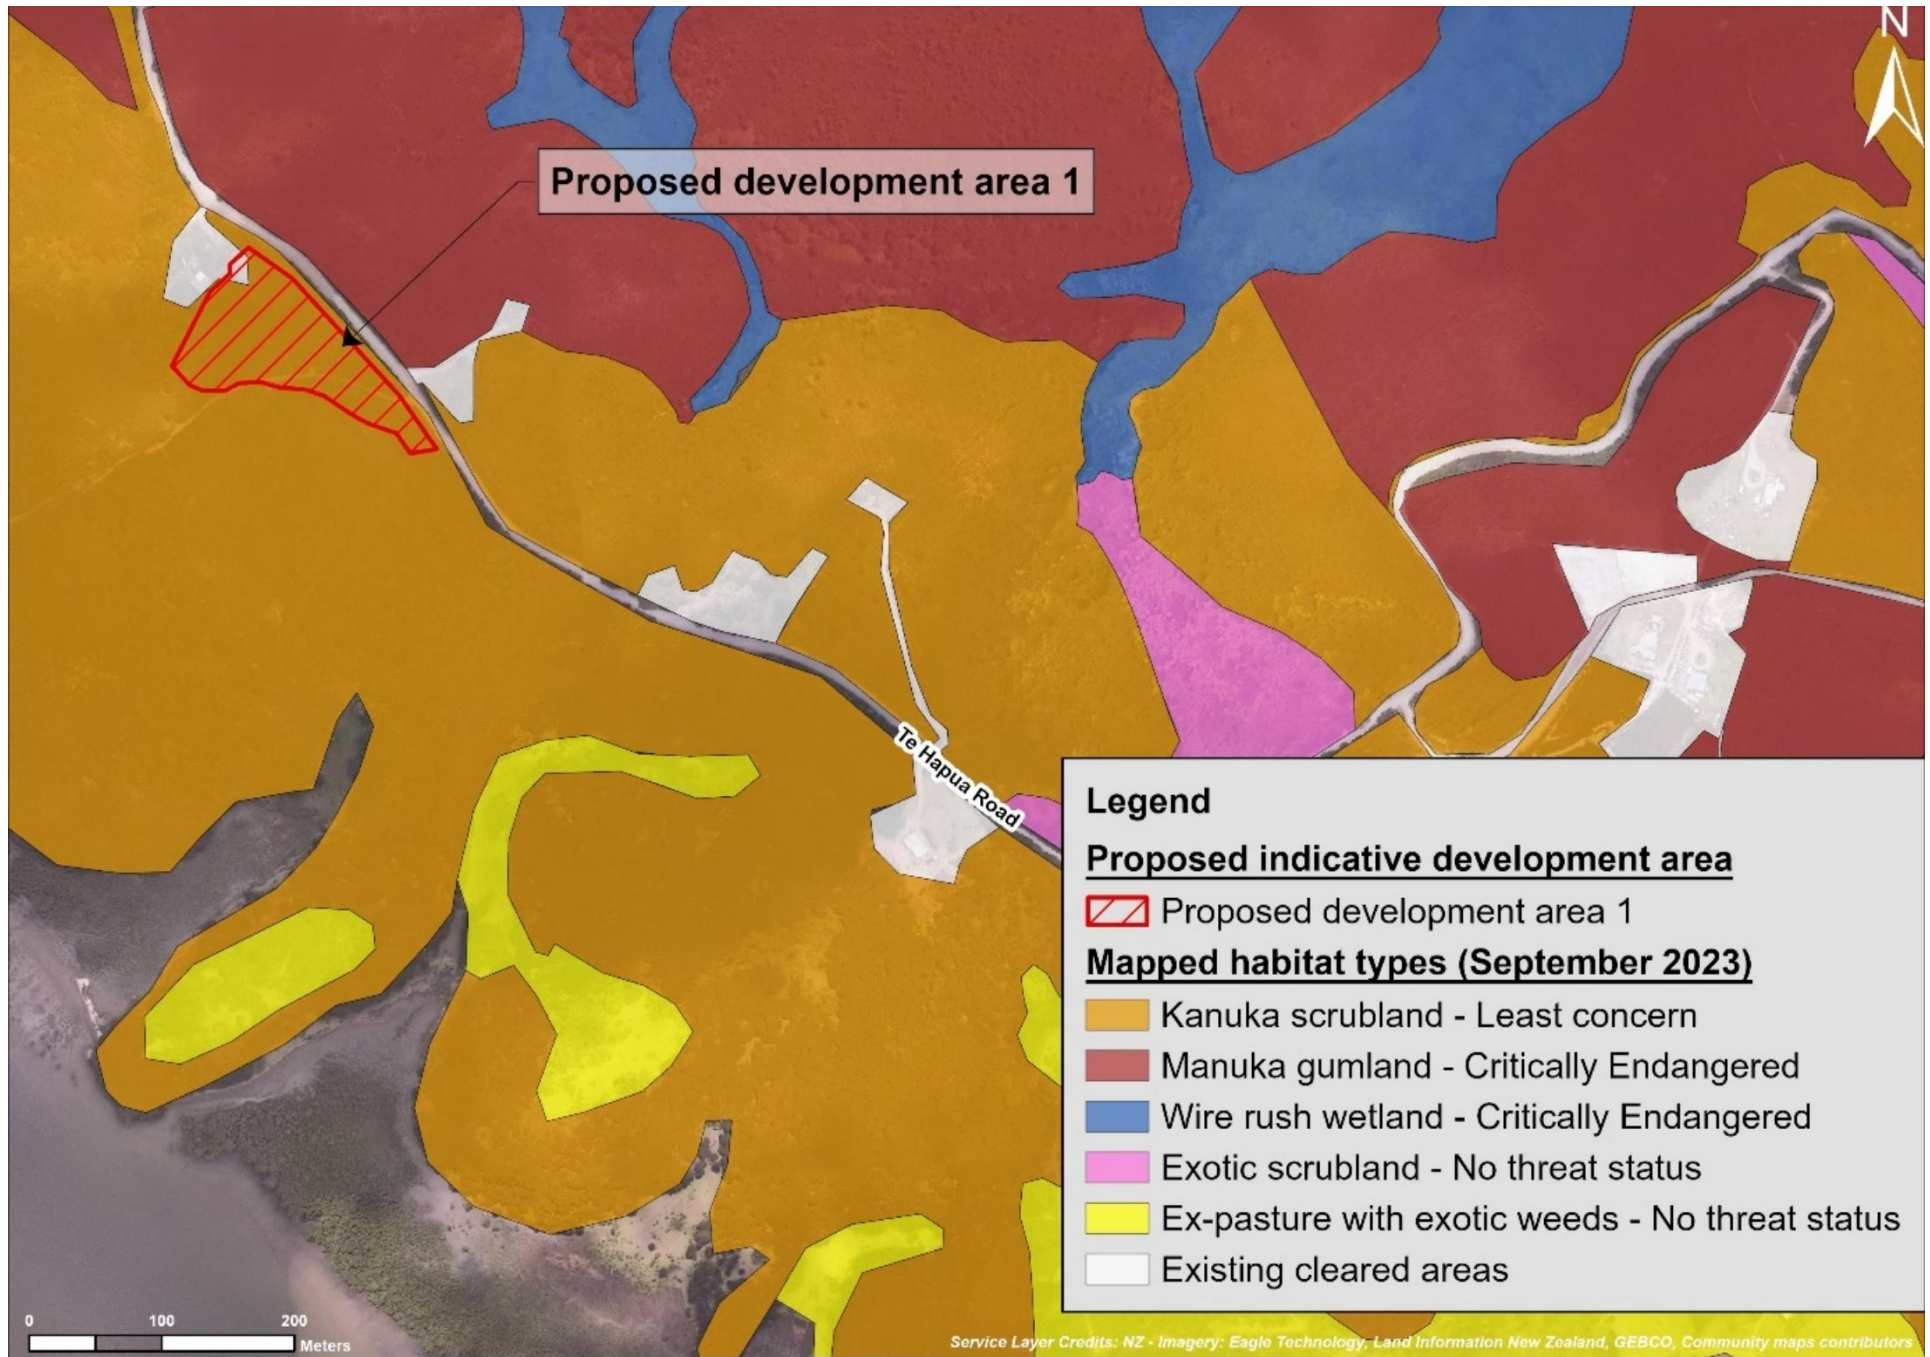 N
Proposed development area 1
Te Hapua Road
Legend
Proposed indicative development area
Proposed development area 1
Mapped habitat types (September 2023)
Kanuka scrubland - Least concern
Manuka gumland - Critically Endangered
Wire rush wetland - Critically Endangered
Exotic scrubland - No threat status
Ex-pasture with exotic weeds - No threat status
Existing cleared areas
0 100 200
Meters
Service Layer Credits: NZ - Imagery: Eagle Technology, Land Information New Zealand, GEBCO, Community maps contributors